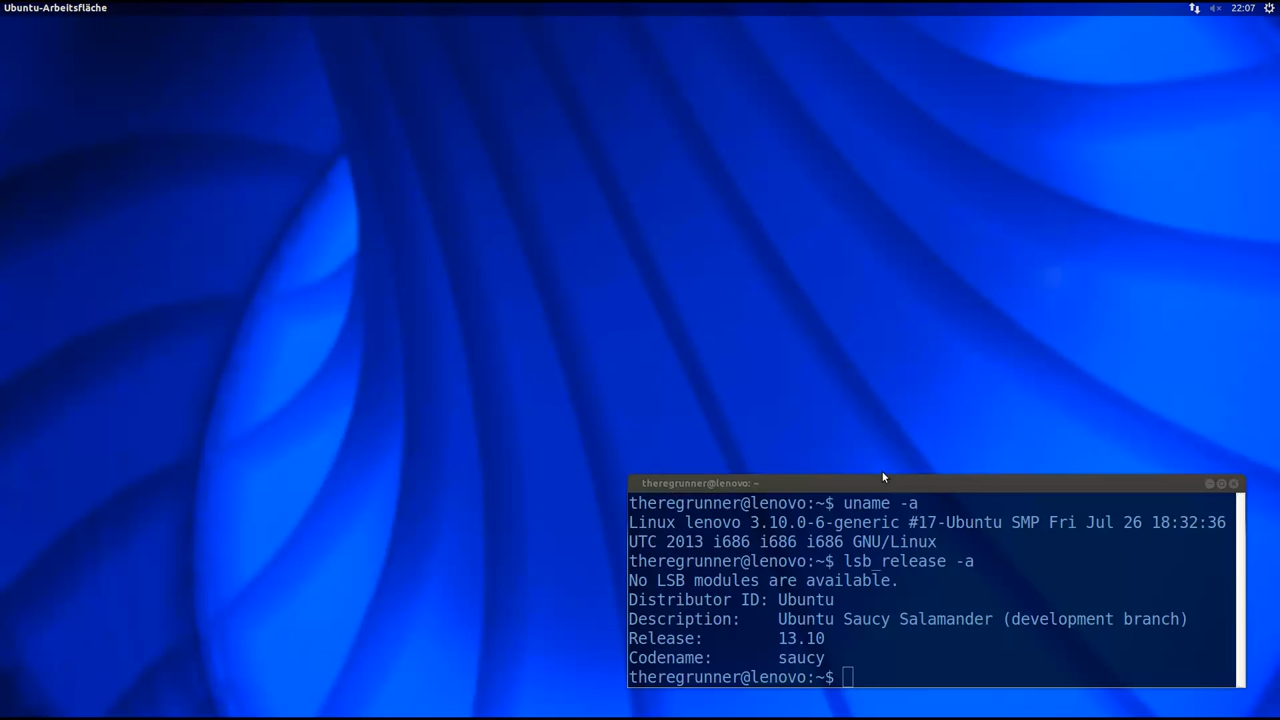 Ubuntu-Arbeitsfläche 22:07
theregrunner@lenovo: ~
theregrunner@lenovo:~$ uname -a
Linux lenovo 3.10.0-6-generic #17-Ubuntu SMP Fri Jul 26 18:32:36
UTC 2013 i686 i686 i686 GNU/Linux
theregrunner@lenovo:~$ lsb_release -a
No LSB modules are available.
Distributor ID: Ubuntu
Description:    Ubuntu Saucy Salamander (development branch)
Release:        13.10
Codename:       saucy
theregrunner@lenovo:~$